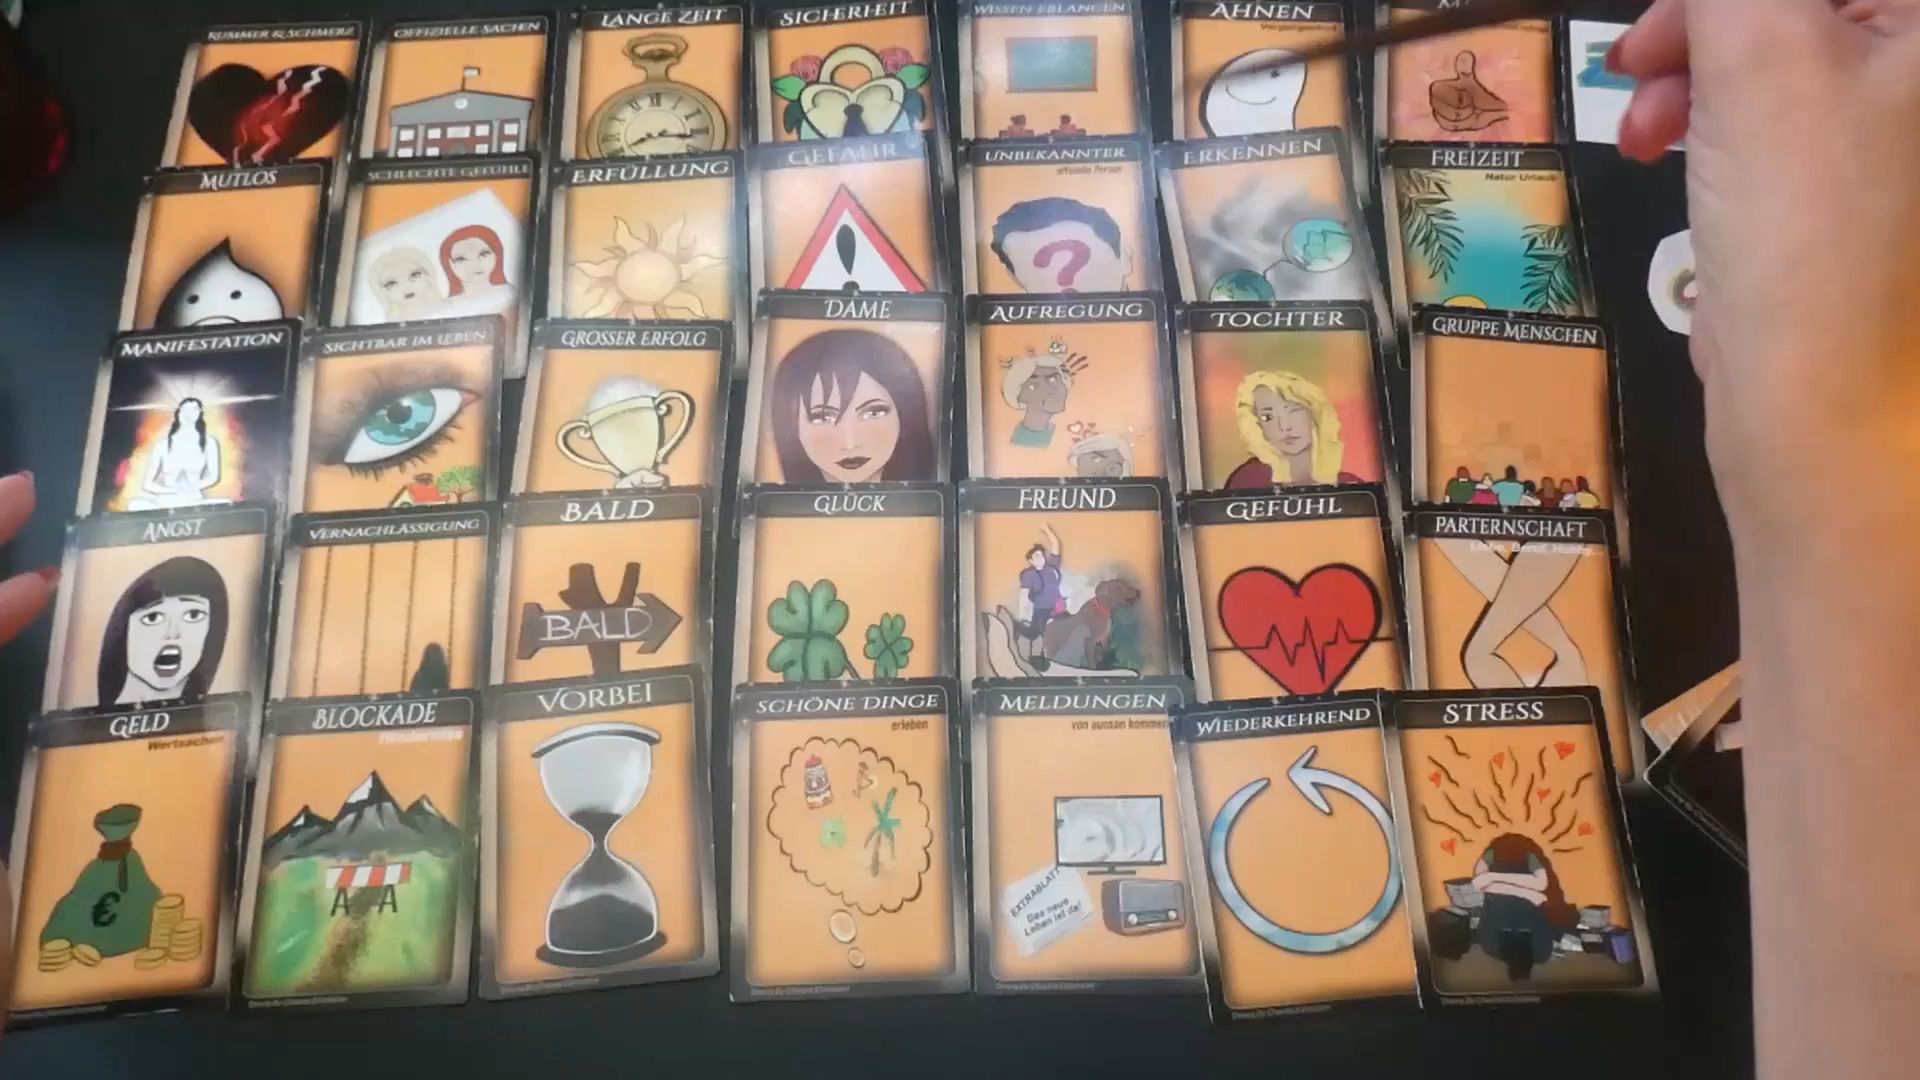 KUMMER & SCHMERZ
OFFIZIELLE SACHEN
LANGE ZEIT
SICHERHEIT
WISSEN ERLANGEN
AHNEN
MUTLOS
SCHLECHTE GEFÜHLE
ERFÜLLUNG
GEFAHR
UNBEKANNTER
offizielle Person
ERKENNEN
FREIZEIT
Natur Urlaub
MANIFESTATION
SICHTBAR IM LEBEN
GROSSER ERFOLG
DAME
AUFREGUNG
TOCHTER
GRUPPE MENSCHEN
ANGST
VERNACHLÄSSIGUNG
BALD
BALD
GLÜCK
FREUND
GEFÜHL
PARTERNSCHAFT
Liebe, Beruf, Hobby...
GELD
Wertsachen
€
BLOCKADE
Hindernisse
VORBEI
SCHÖNE DINGE
erleben
MELDUNGEN
von aussen kommen
EXTRABLATT
Das neue
Leben ist da!
WIEDERKEHREND
STRESS